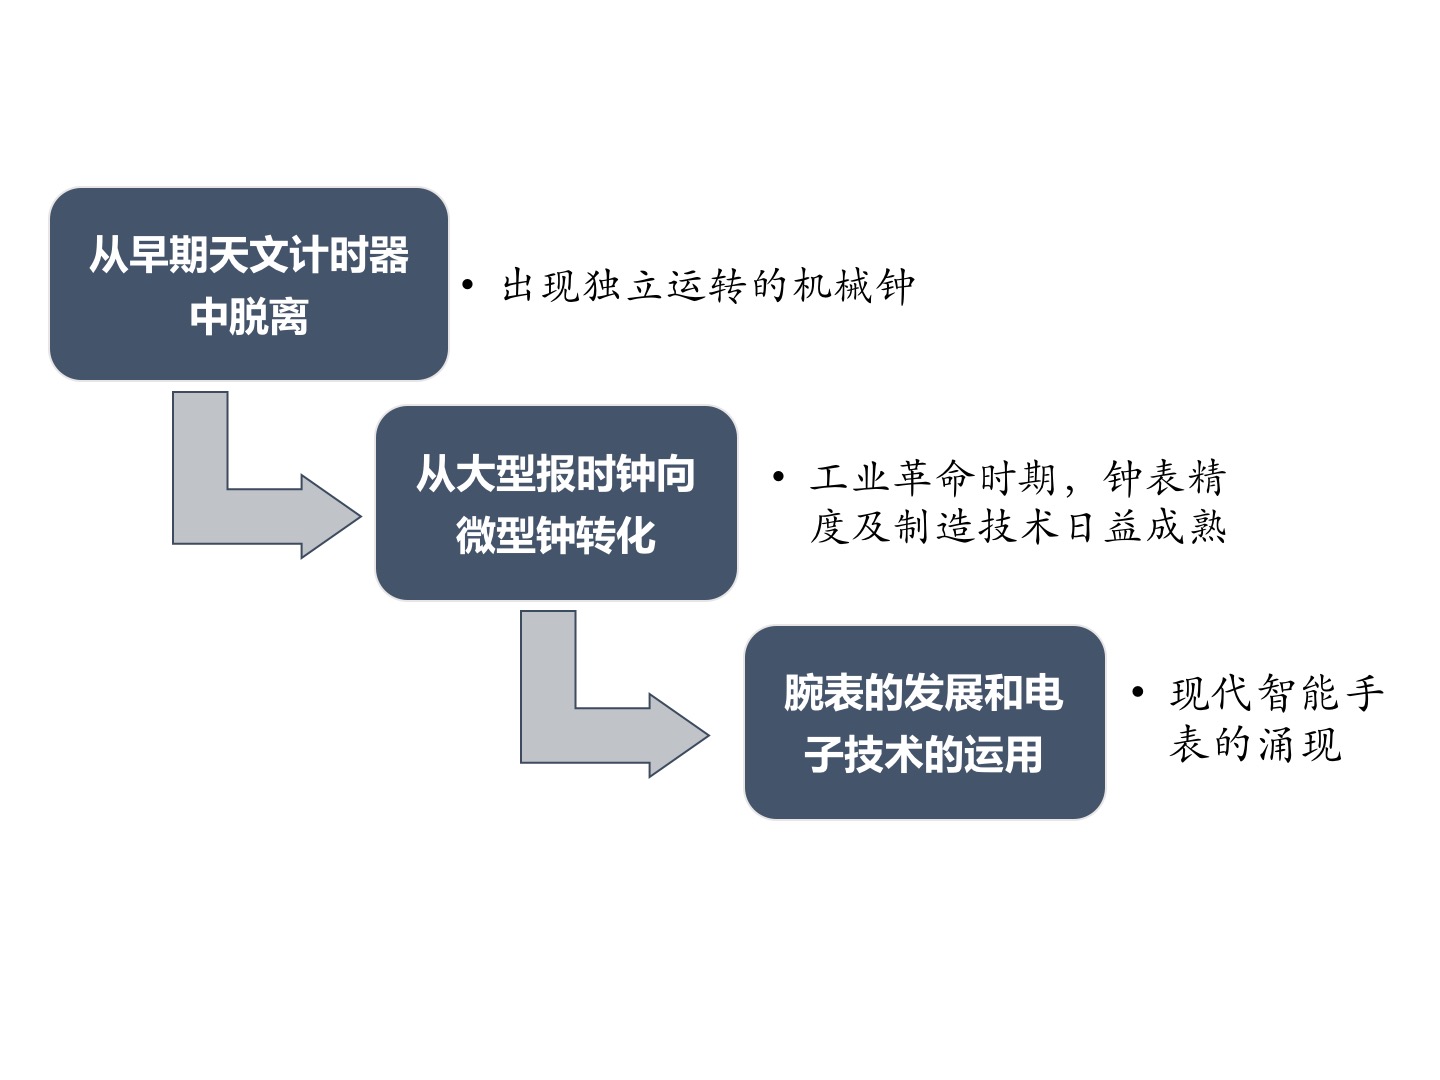 从早期天文计时器
中脱离
• 出现独立运转的机械钟
从大型报时钟向
微型钟转化
• 工业革命时期，钟表精
度及制造技术日益成熟
腕表的发展和电
子技术的运用
• 现代智能手
表的涌现